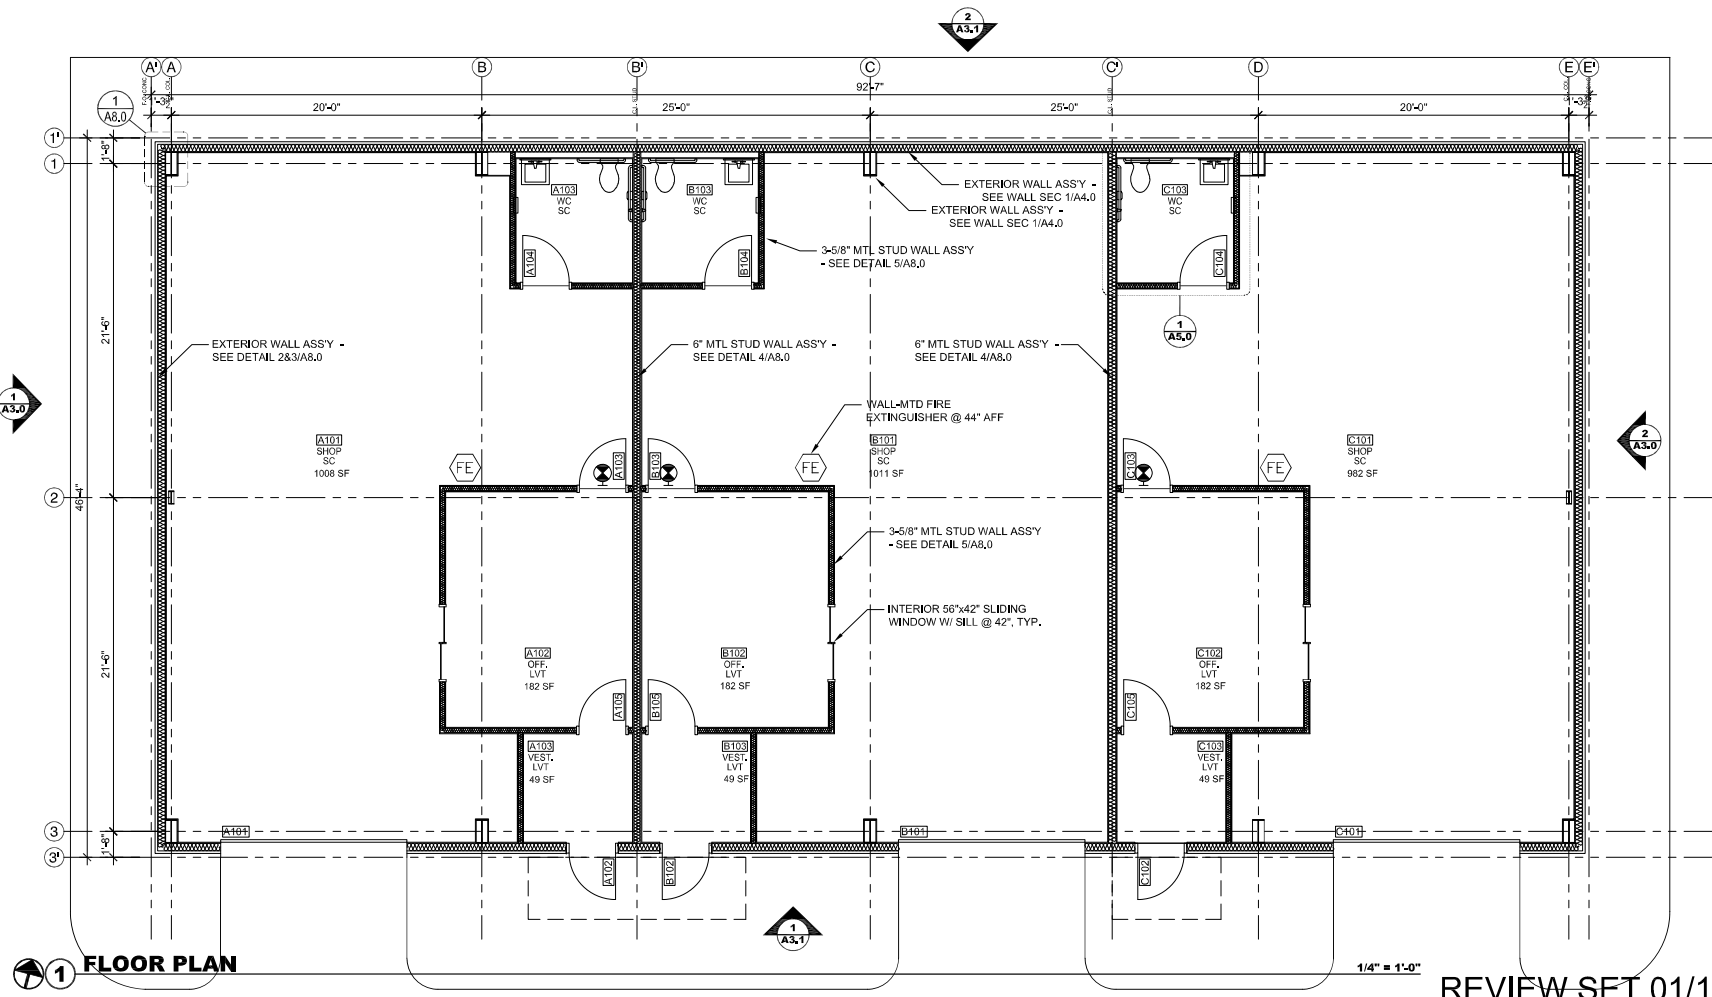 2
A3.1
A'
A
B
B'
C
C'
D
E
E'
92'-7"
1'-3"
20'-0"
25'-0"
25'-0"
20'-0"
1'-3"
1
A8.0
1'
1
2
3
3'
1'-8"
21'-6"
46'-4"
21'-6"
1'-8"
A103
WC
SC
B103
WC
SC
C103
WC
SC
A104
B104
C104
EXTERIOR WALL ASS'Y -
SEE WALL SEC 1/A4.0
EXTERIOR WALL ASS'Y -
SEE WALL SEC 1/A4.0
3-5/8" MTL STUD WALL ASS'Y
- SEE DETAIL 5/A8.0
1
A5.0
EXTERIOR WALL ASS'Y -
SEE DETAIL 2&3/A8.0
6" MTL STUD WALL ASS'Y -
SEE DETAIL 4/A8.0
6" MTL STUD WALL ASS'Y -
SEE DETAIL 4/A8.0
1
A3.0
WALL-MTD FIRE
EXTINGUISHER @ 44" AFF
2
A3.0
A101
SHOP
SC
1008 SF
B101
SHOP
SC
1011 SF
C101
SHOP
SC
982 SF
FE
FE
FE
A103
B103
C103
3-5/8" MTL STUD WALL ASS'Y
- SEE DETAIL 5/A8.0
INTERIOR 56"x42" SLIDING
WINDOW W/ SILL @ 42", TYP.
A102
OFF.
LVT
182 SF
B102
OFF.
LVT
182 SF
C102
OFF.
LVT
182 SF
A105
B105
C105
A103
VEST.
LVT
49 SF
B103
VEST.
LVT
49 SF
C103
VEST.
LVT
49 SF
A101
B101
C101
A102
B102
C102
1
A3.1
1
FLOOR PLAN
1/4" = 1'-0"
REVIEW SET 01/1